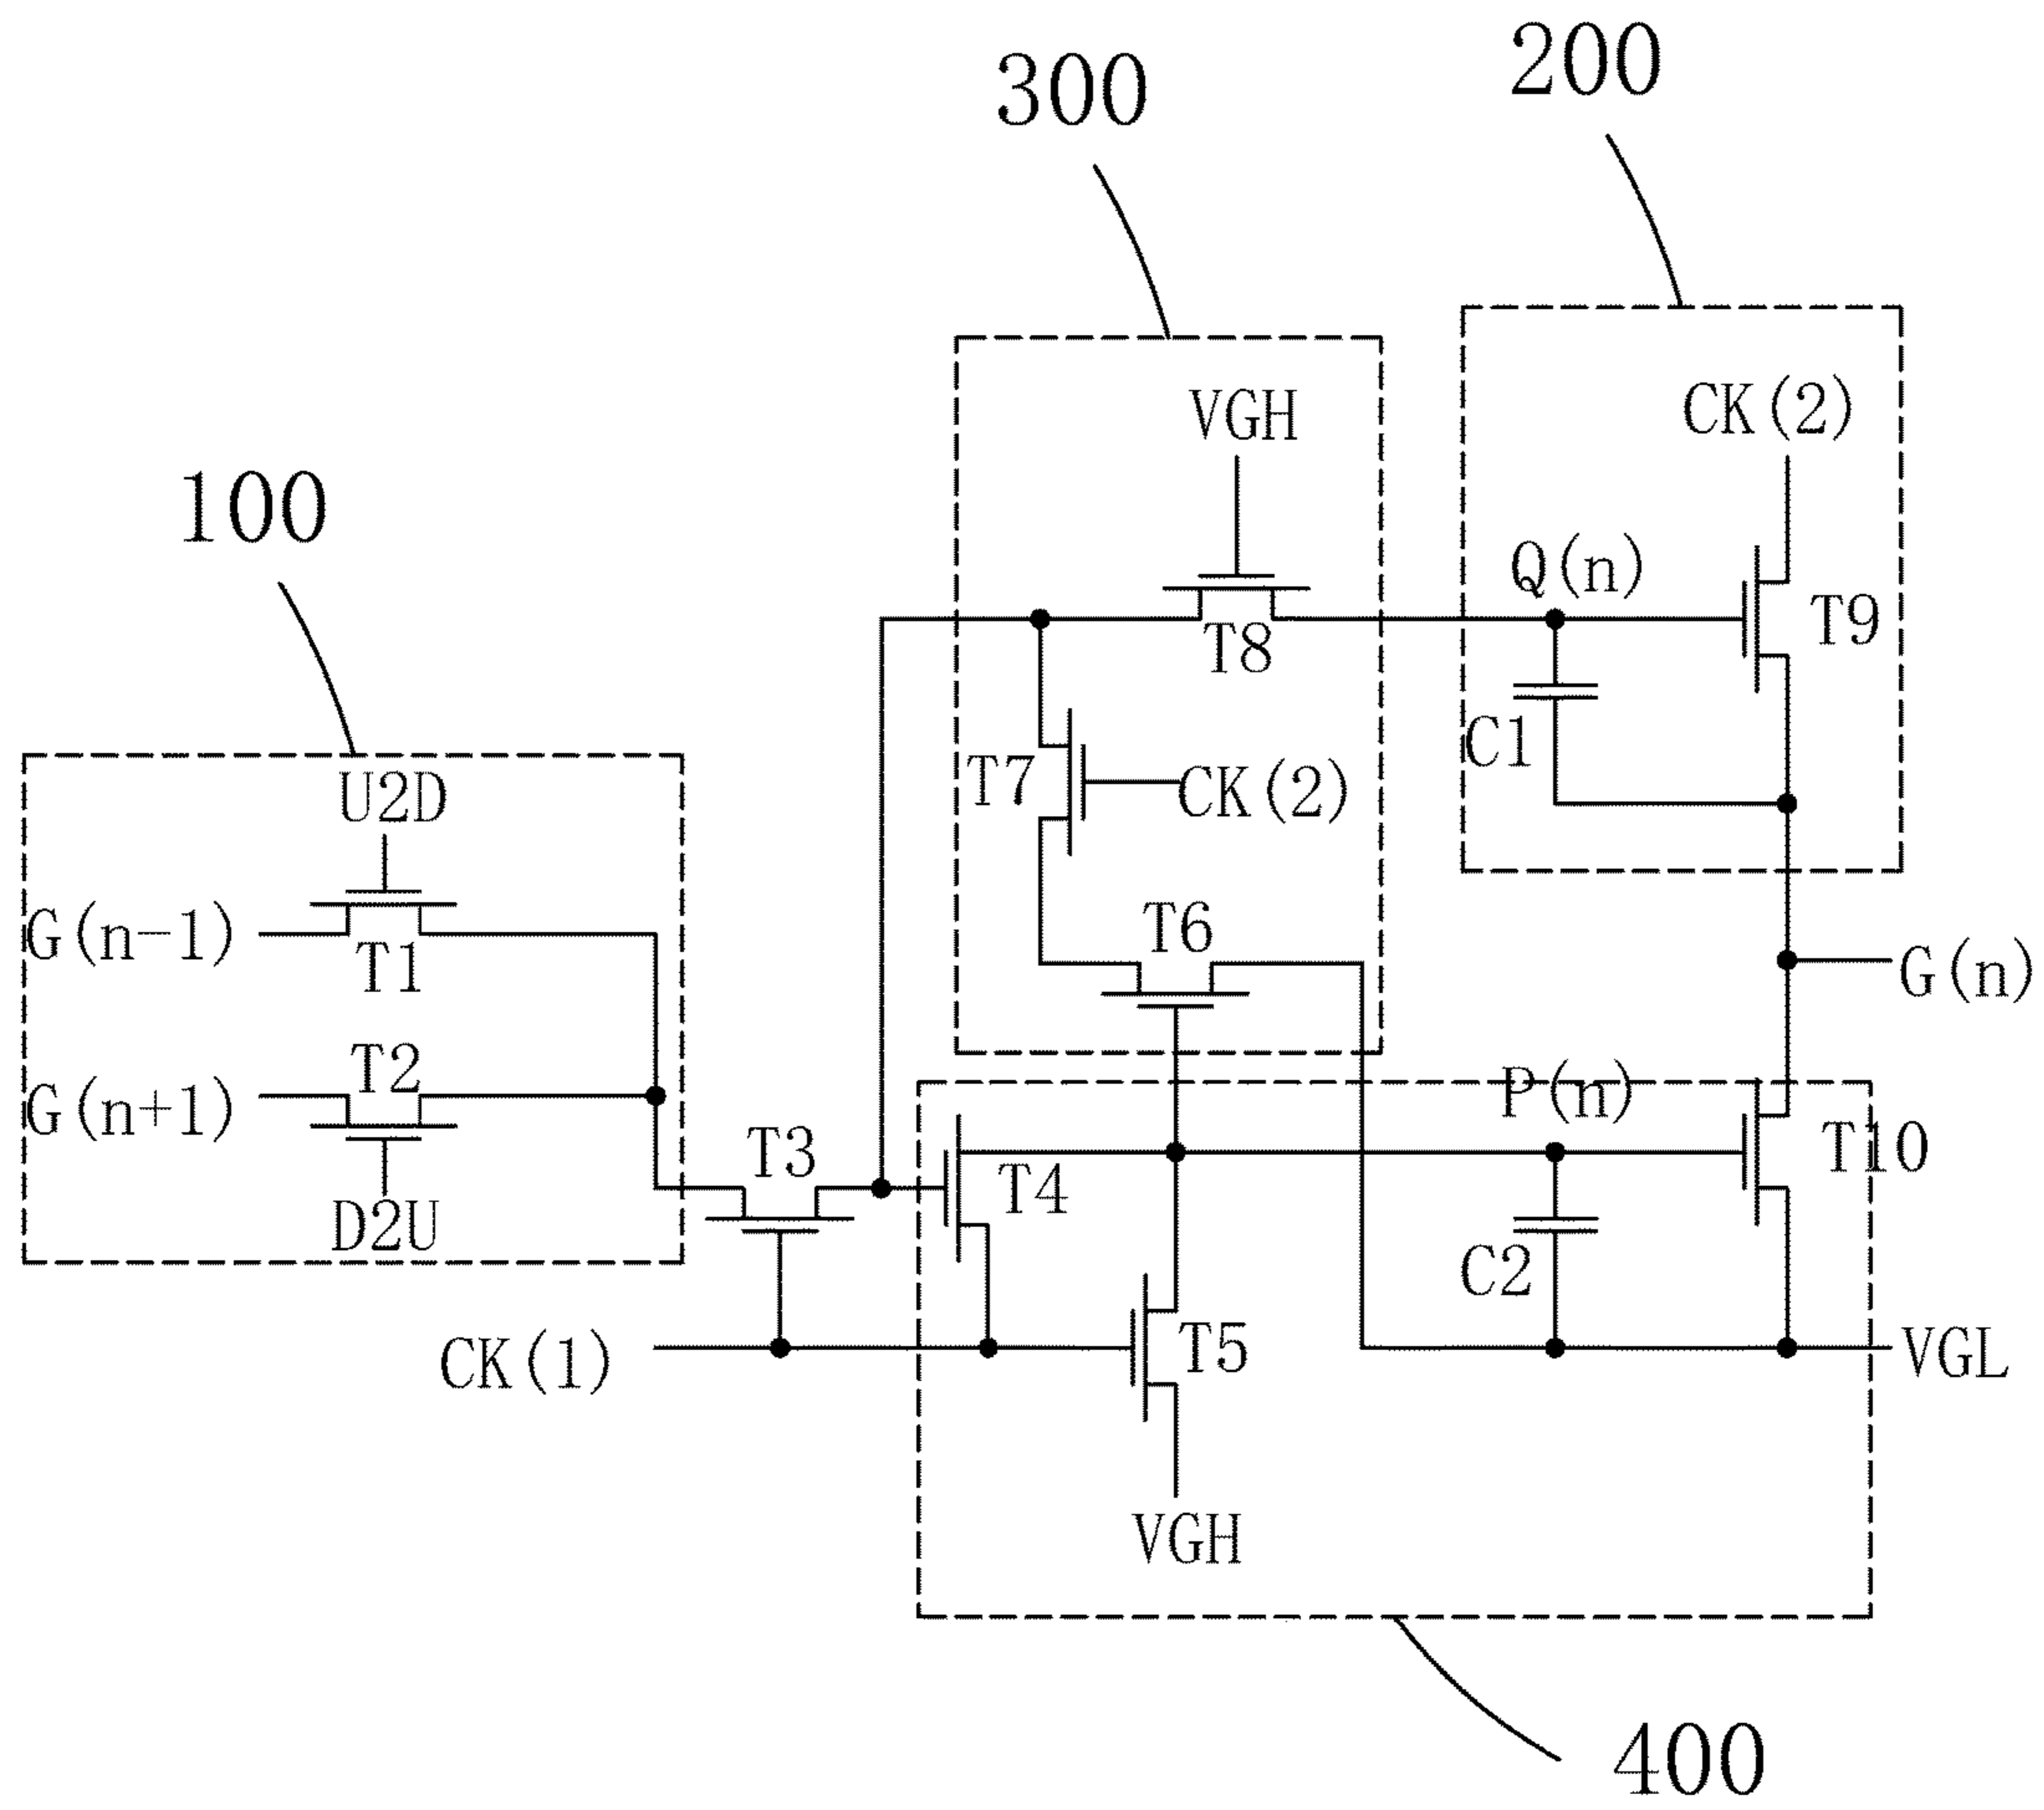 200
300
CK(2)
VGH
100
Q(n)
T9
T8
C1
T7
CK(2)
U2D
T6
G(n-1)
T1
G(n)
T2
P(n)
G(n+1)
T3
T4
T10
D2U
C2
CK(1)
T5
VGL
VGH
400